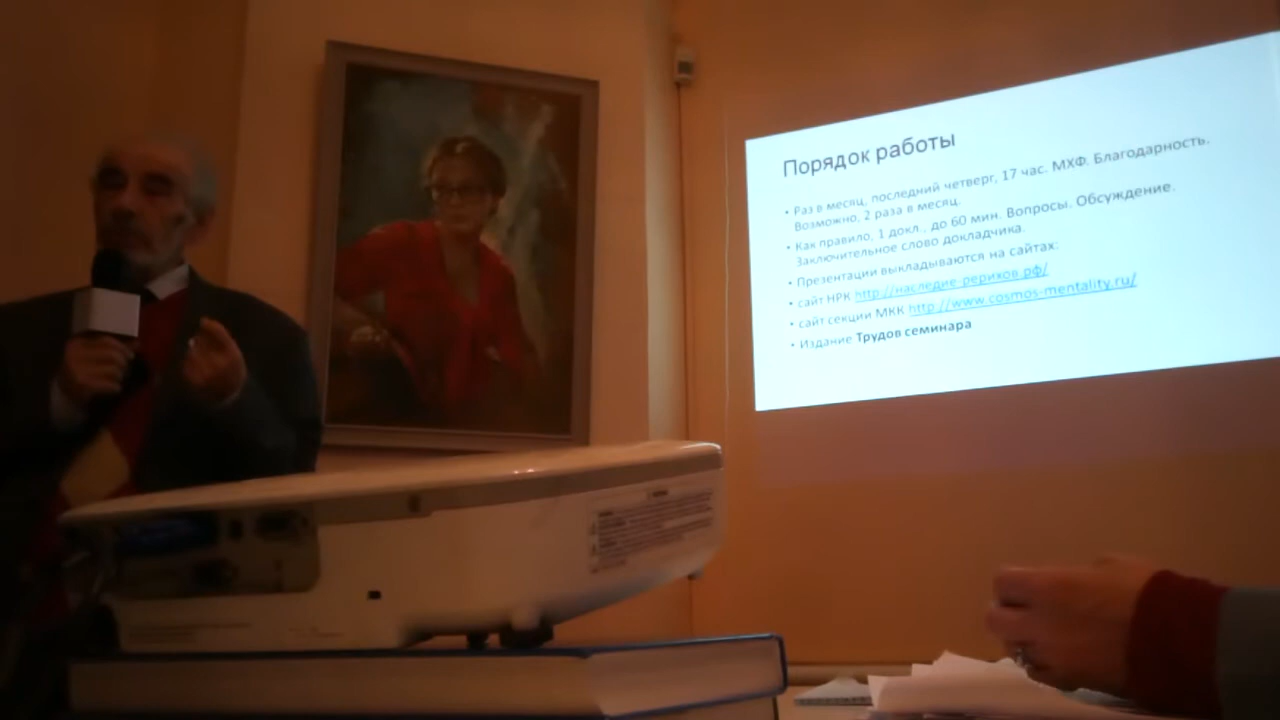 Порядок работы
• Раз в месяц, последний четверг, 17 час. МХФ. Благодарность.
Возможно, 2 раза в месяц.
• Как правило, 1 докл., до 60 мин. Вопросы. Обсуждение.
Заключительное слово докладчика.
• Презентации выкладываются на сайтах:
• сайт НРК http://наследие-рерихов.рф/
• сайт секции МКК http://www.cosmos-mentality.ru/
• Издание Трудов семинара